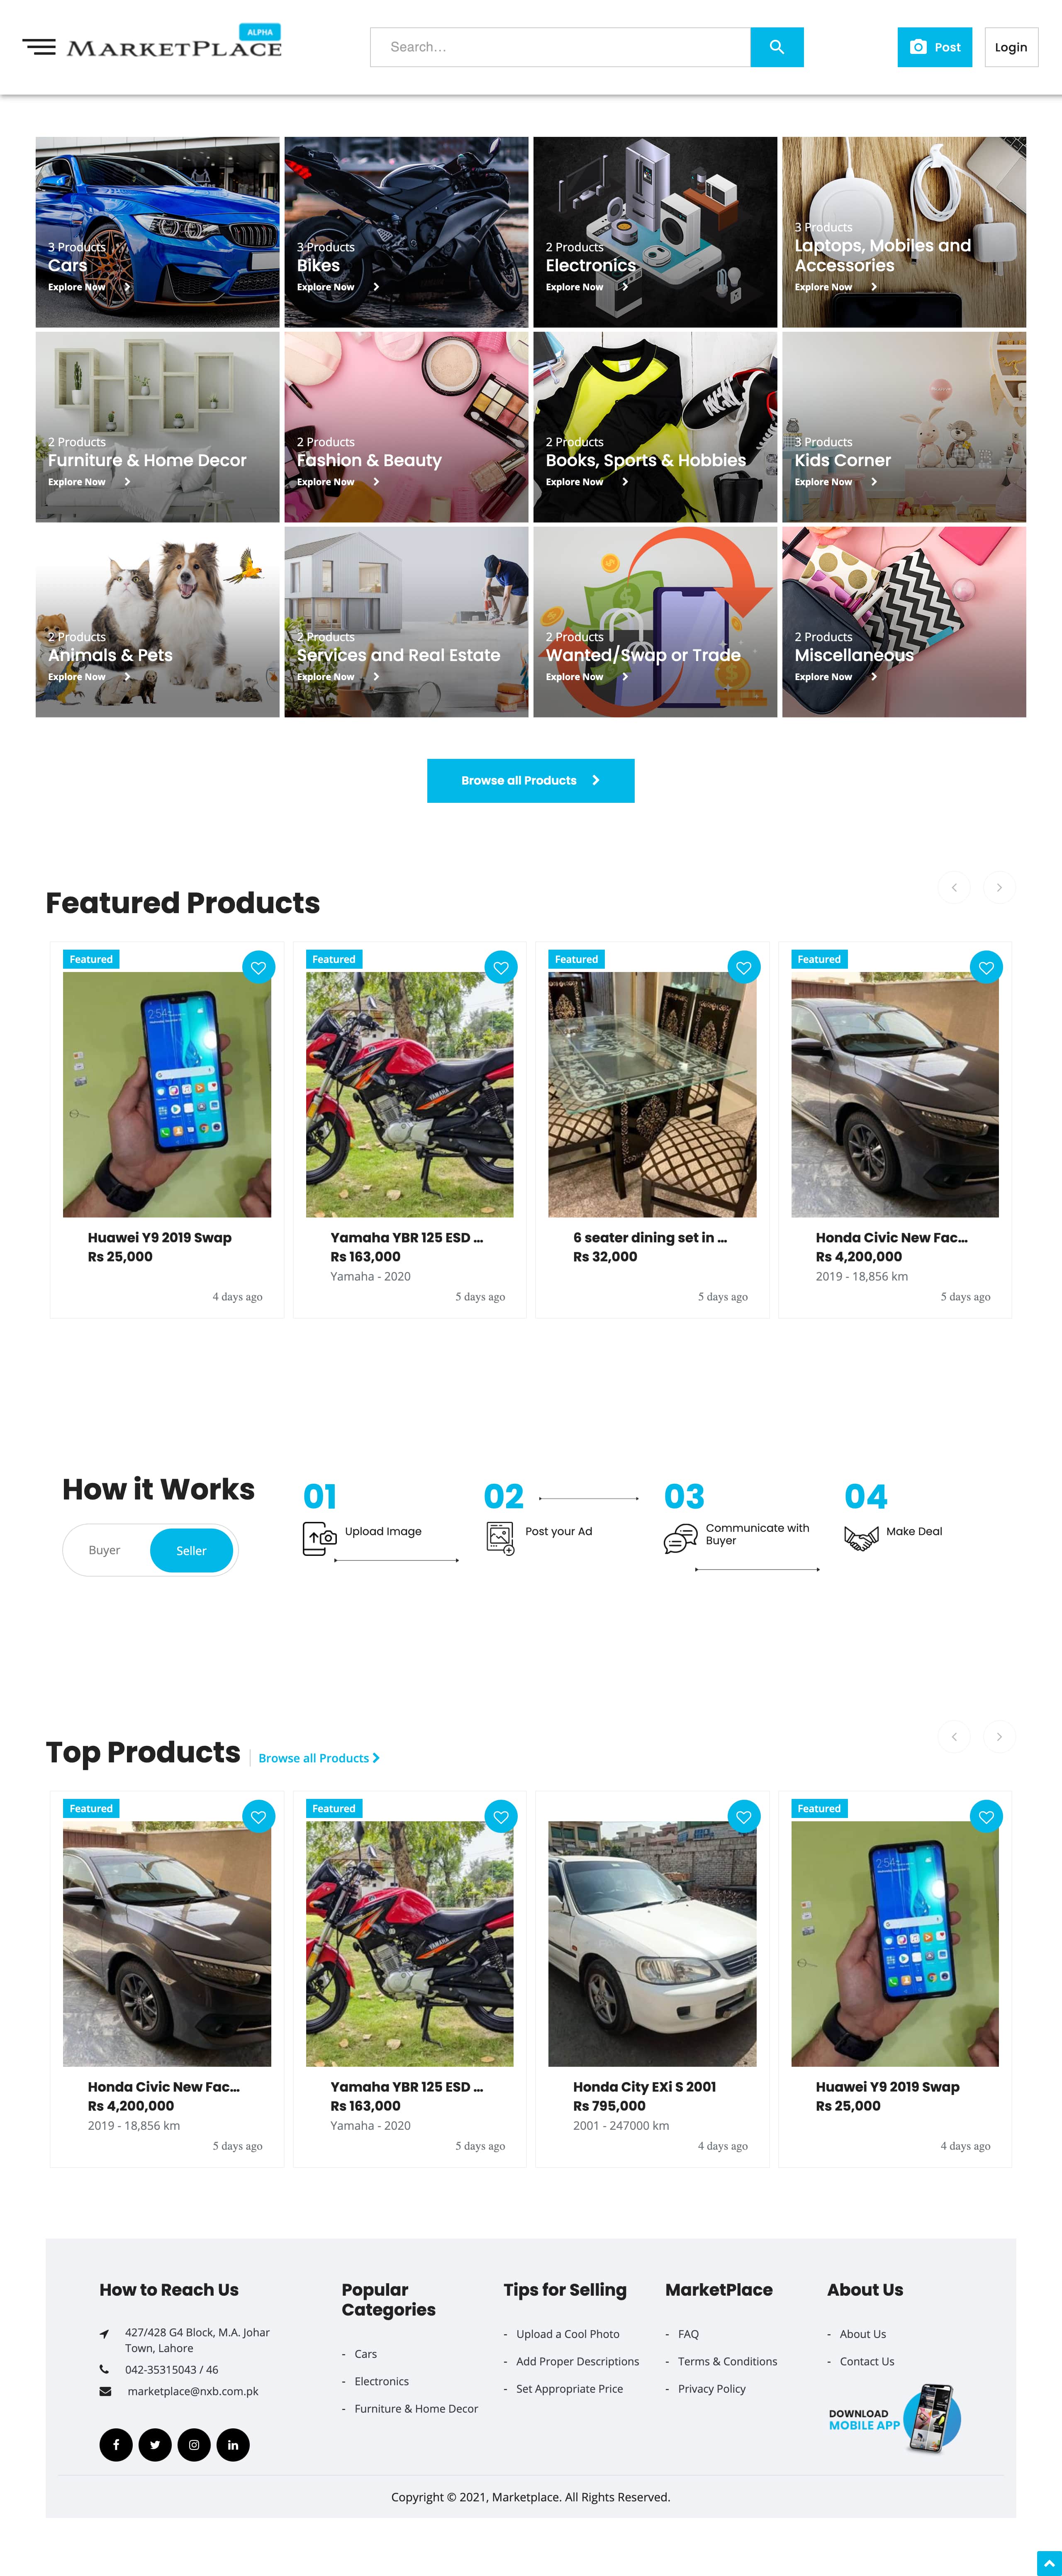 ALPHA
MARKETPLACE
Search...
Post
Login
3 Products
Cars
Explore Now
3 Products
Bikes
Explore Now
2 Products
Electronics
Explore Now
3 Products
Laptops, Mobiles and
Accessories
Explore Now
2 Products
Furniture & Home Decor
Explore Now
2 Products
Fashion & Beauty
Explore Now
2 Products
Books, Sports & Hobbies
Explore Now
3 Products
Kids Corner
Explore Now
2 Products
Animals & Pets
Explore Now
2 Products
Services and Real Estate
Explore Now
2 Products
Wanted/Swap or Trade
Explore Now
2 Products
Miscellaneous
Explore Now
Browse all Products
Featured Products
Featured
2:54
Huawei Y9 2019 Swap
Rs 25,000
4 days ago
Featured
YAMAHA
Yamaha YBR 125 ESD ...
Rs 163,000
Yamaha - 2020
5 days ago
Featured
6 seater dining set in ...
Rs 32,000
5 days ago
Featured
Honda Civic New Fac...
Rs 4,200,000
2019 - 18,856 km
5 days ago
How it Works
Buyer
Seller
01
Upload Image
02
Post your Ad
03
Communicate with
Buyer
04
Make Deal
Top Products
Browse all Products
Featured
Honda Civic New Fac...
Rs 4,200,000
2019 - 18,856 km
5 days ago
Featured
YAMAHA
Yamaha YBR 125 ESD ...
Rs 163,000
Yamaha - 2020
5 days ago
Honda City EXi S 2001
Rs 795,000
2001 - 247000 km
4 days ago
Featured
2:54
Huawei Y9 2019 Swap
Rs 25,000
4 days ago
How to Reach Us
427/428 G4 Block, M.A. Johar
Town, Lahore
042-35315043 / 46
marketplace@nxb.com.pk
Popular
Categories
- Cars
- Electronics
- Furniture & Home Decor
Tips for Selling
- Upload a Cool Photo
- Add Proper Descriptions
- Set Appropriate Price
MarketPlace
- FAQ
- Terms & Conditions
- Privacy Policy
About Us
- About Us
- Contact Us
DOWNLOAD
MOBILE APP
Copyright © 2021, Marketplace. All Rights Reserved.